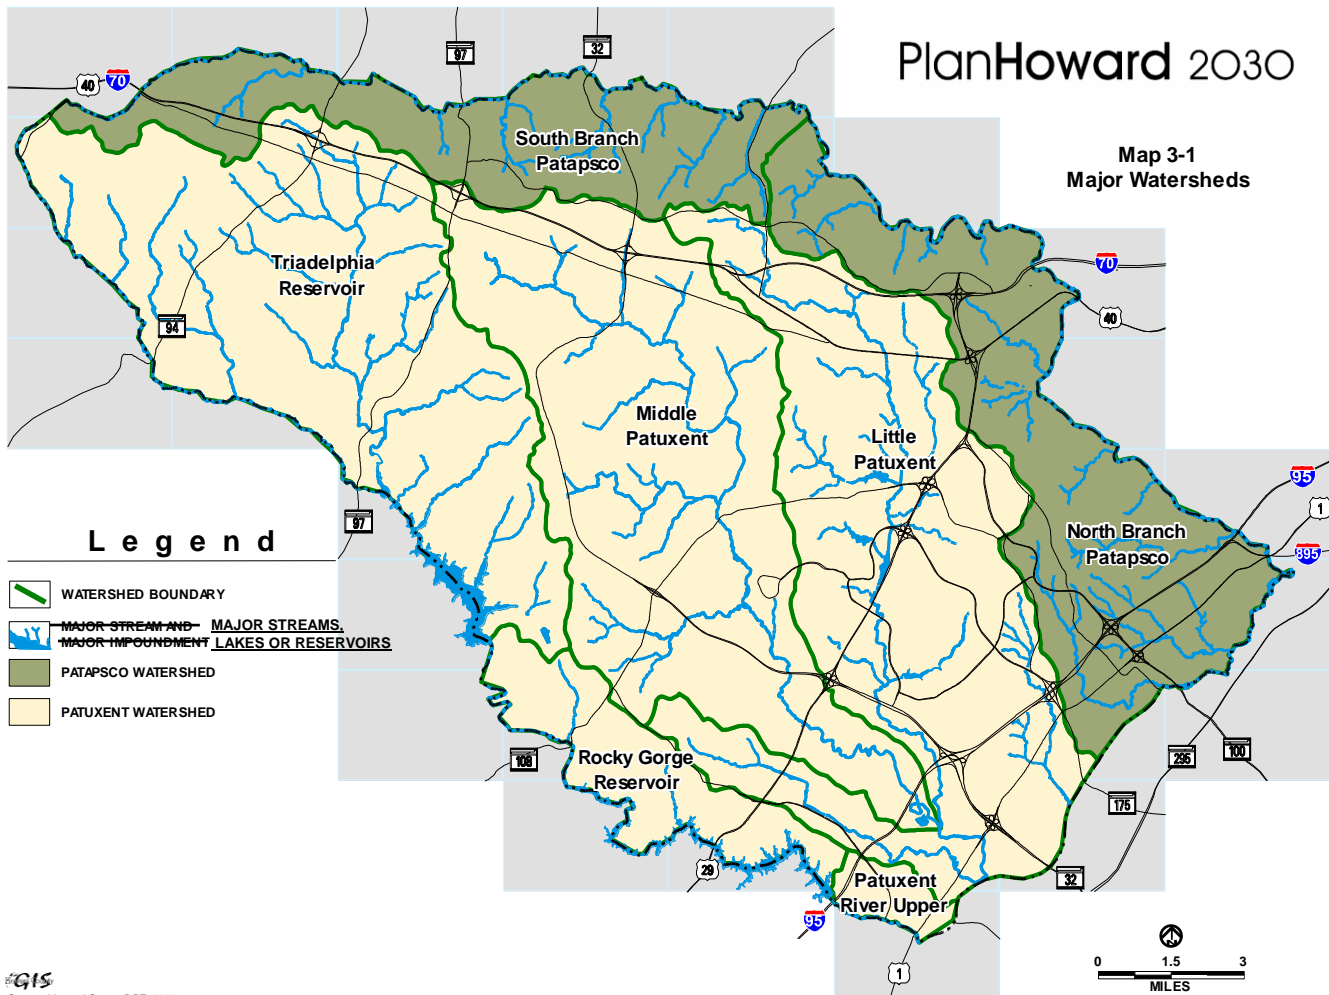 PlanHoward 2030
Map 3-1
Major Watersheds
97
32
40
70
South Branch
Patapsco
Triadelphia
Reservoir
70
94
40
Middle
Patuxent
Little
Patuxent
95
1
97
North Branch
Patapsco
895
Legend
WATERSHED BOUNDARY
MAJOR STREAM AND MAJOR STREAMS,
MAJOR IMPOUNDMENT LAKES OR RESERVOIRS
PATAPSCO WATERSHED
PATUXENT WATERSHED
108
Rocky Gorge
Reservoir
295
100
175
29
32
Patuxent
River Upper
95
1
0 1.5 3
MILES
GIS